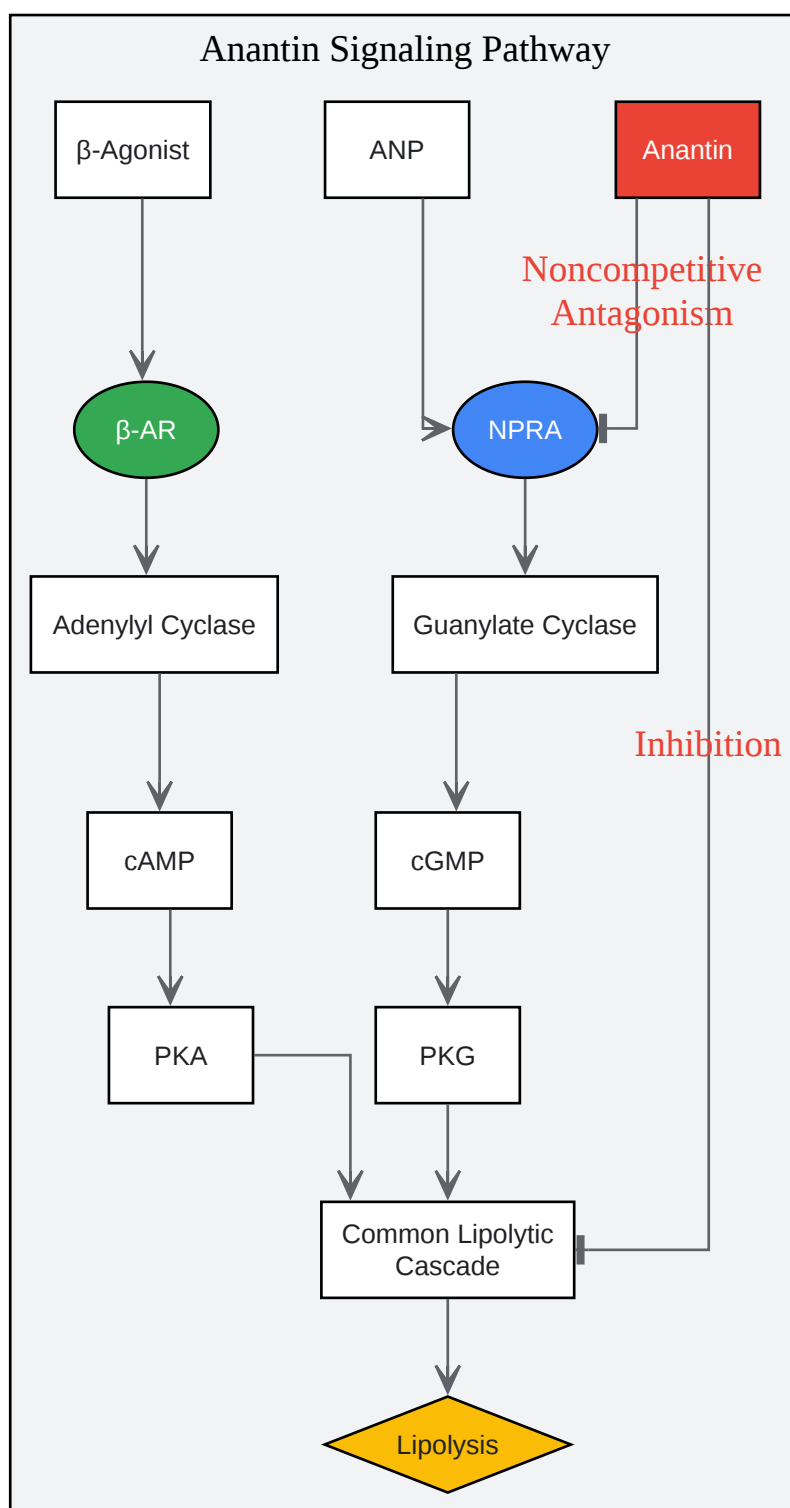 Anantin Signaling Pathway
β-Agonist
ANP
Anantin
Noncompetitive
Antagonism
β-AR
NPRA
Adenylyl Cyclase
Guanylate Cyclase
Inhibition
cAMP
cGMP
PKA
PKG
Common Lipolytic
Cascade
Lipolysis